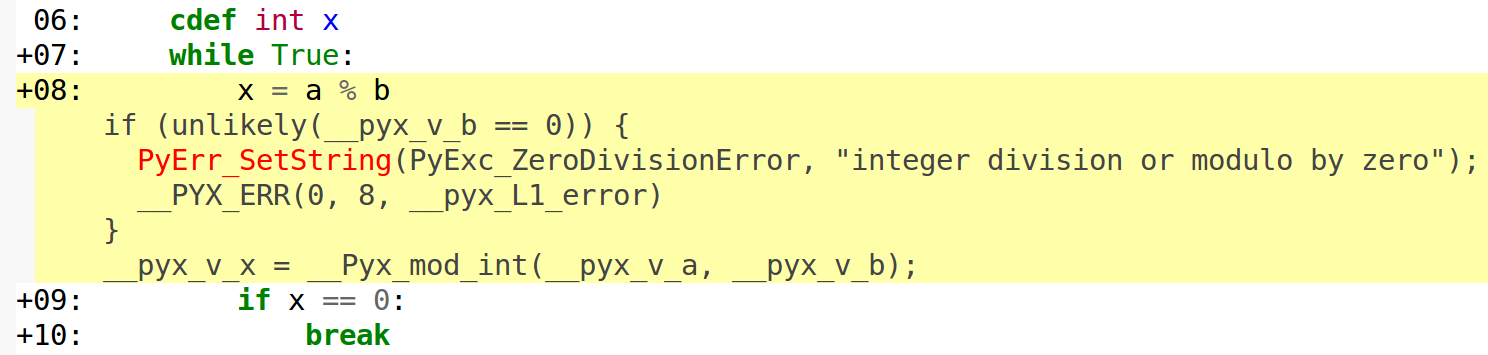 06:     cdef int x
+07:     while True:
+08:         x = a % b
     if (unlikely(__pyx_v_b == 0)) {
       PyErr_SetString(PyExc_ZeroDivisionError, "integer division or modulo by zero");
       __PYX_ERR(0, 8, __pyx_L1_error)
     }
     __pyx_v_x = __Pyx_mod_int(__pyx_v_a, __pyx_v_b);
+09:         if x == 0:
+10:             break